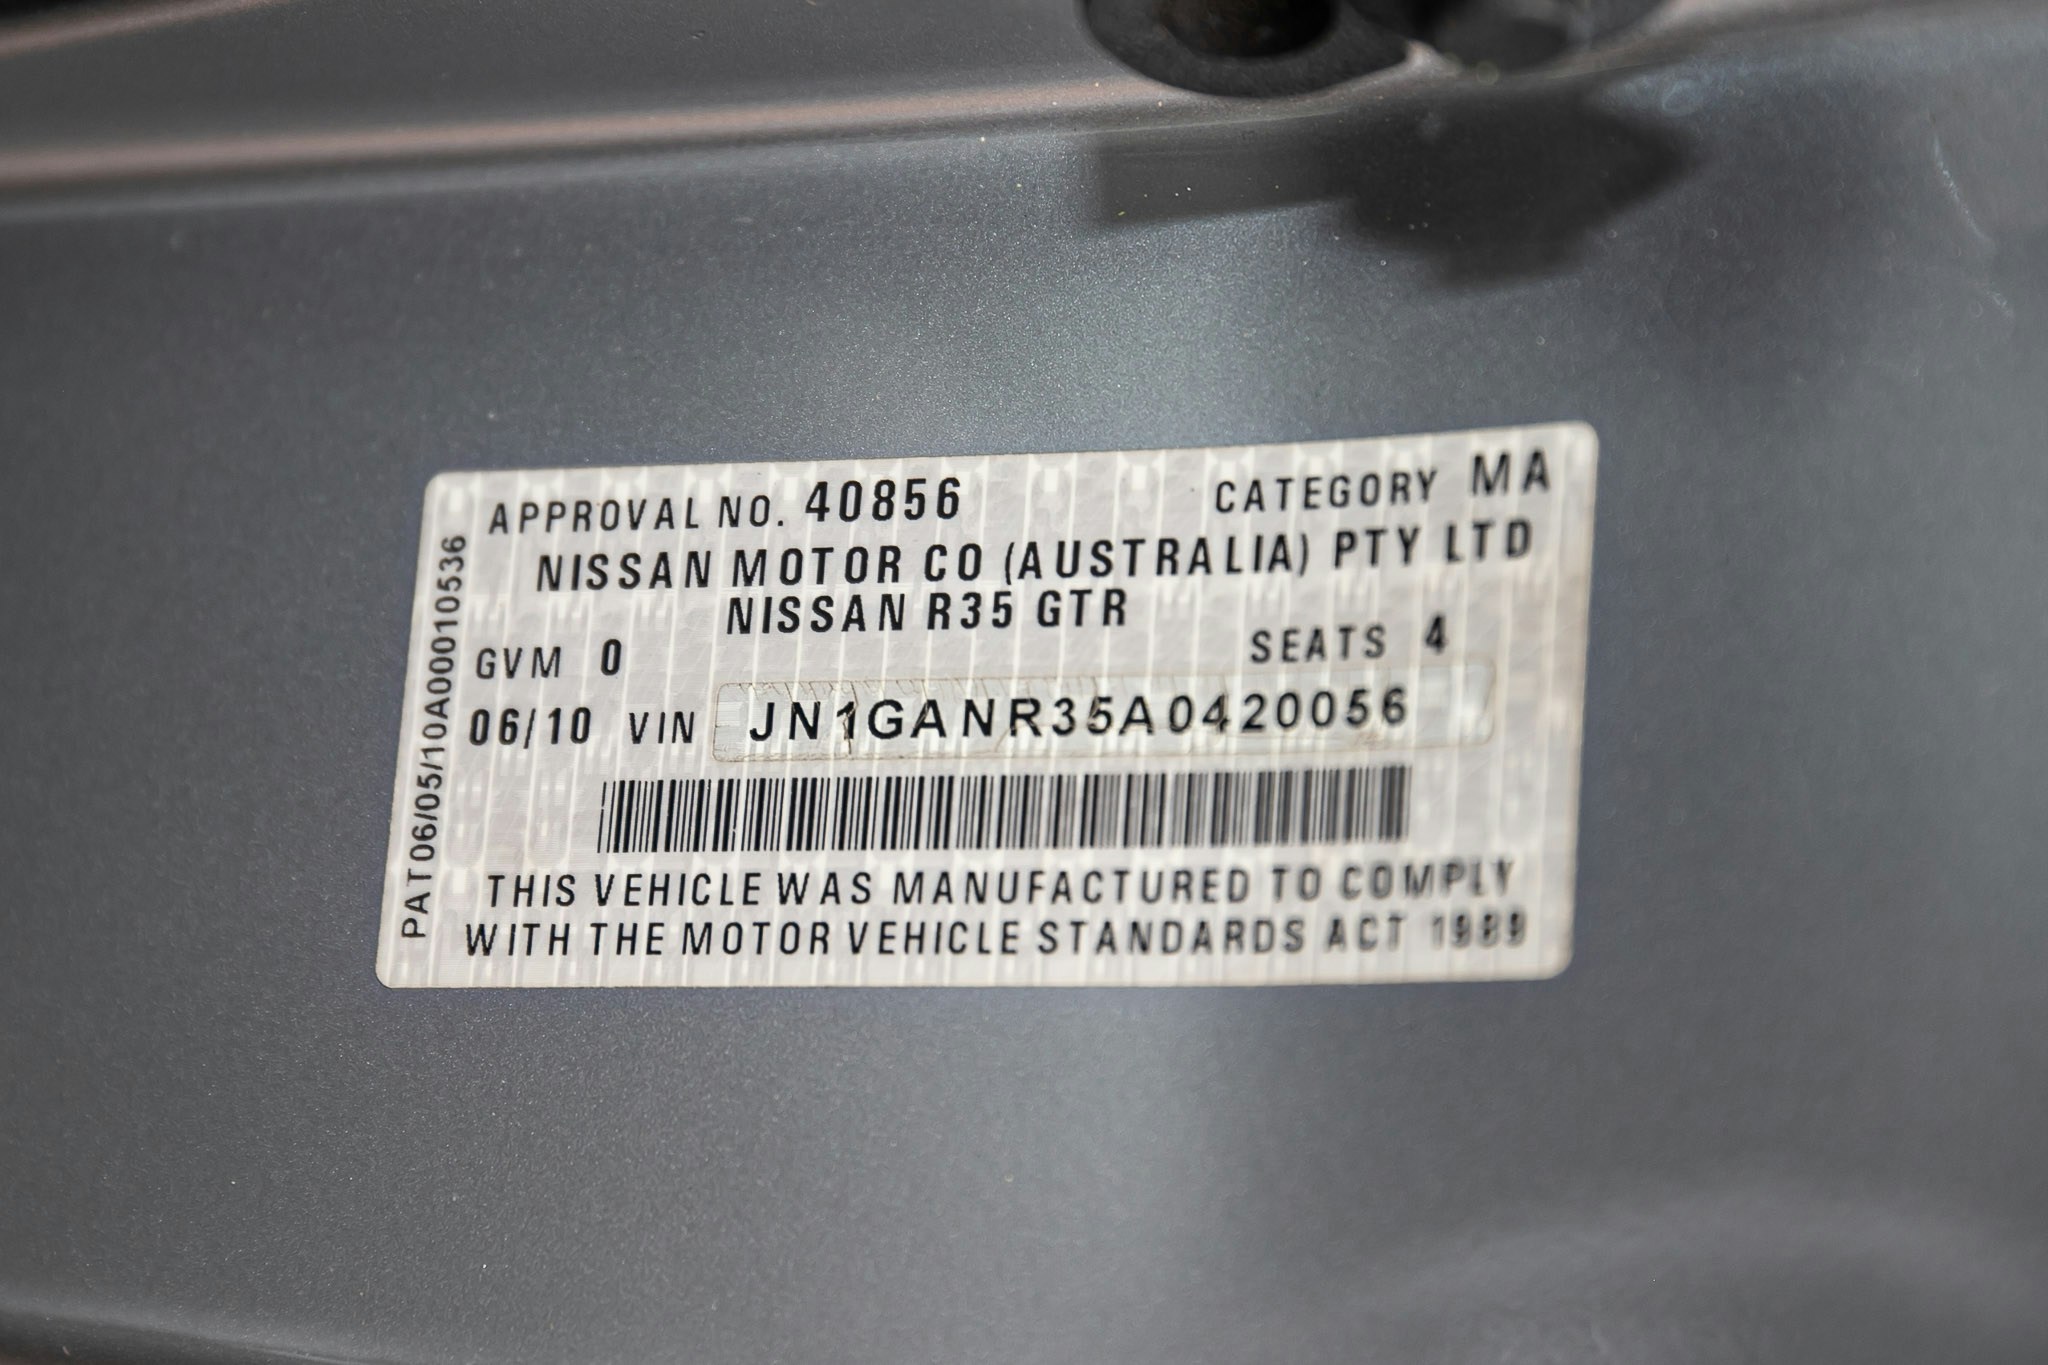 APPROVAL NO. 40856 CATEGORY MA
NISSAN MOTOR CO (AUSTRALIA) PTY LTD
NISSAN R35 GTR
GVM 0 SEATS 4
06/10 VIN JN1GANR35A0420056
THIS VEHICLE WAS MANUFACTURED TO COMPLY
WITH THE MOTOR VEHICLE STANDARDS ACT 1989
PAT06/05/10A00010536